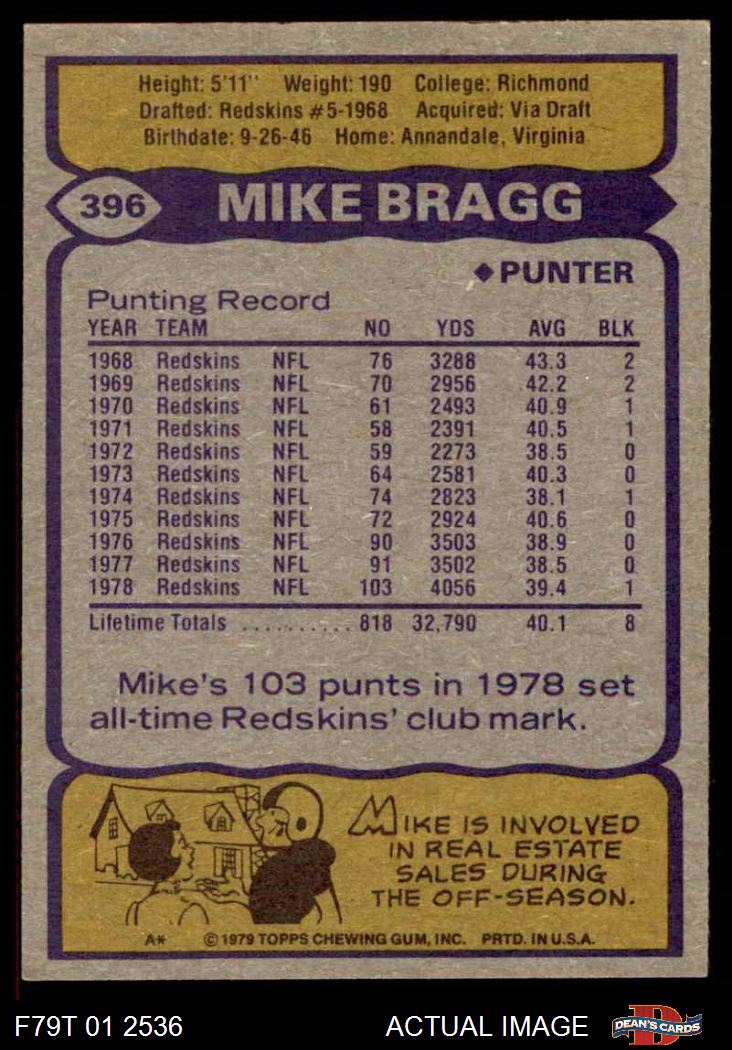 Height: 5'11" Weight: 190 College: Richmond
Drafted: Redskins #5-1968 Acquired: Via Draft
Birthdate: 9-26-46 Home: Annandale, Virginia
396 MIKE BRAGG
◆PUNTER
Punting Record
YEAR TEAM NO YDS AVG BLK
1968 Redskins NFL 76 3288 43.3 2
1969 Redskins NFL 70 2956 42.2 2
1970 Redskins NFL 61 2493 40.9 1
1971 Redskins NFL 58 2391 40.5 1
1972 Redskins NFL 59 2273 38.5 0
1973 Redskins NFL 64 2581 40.3 0
1974 Redskins NFL 74 2823 38.1 1
1975 Redskins NFL 72 2924 40.6 0
1976 Redskins NFL 90 3503 38.9 0
1977 Redskins NFL 91 3502 38.5 0
1978 Redskins NFL 103 4056 39.4 1
Lifetime Totals .......... 818 32,790 40.1 8
Mike's 103 punts in 1978 set
all-time Redskins' club mark.
MIKE IS INVOLVED
IN REAL ESTATE
SALES DURING
THE OFF-SEASON.
A* © 1979 TOPPS CHEWING GUM, INC. PRTD. IN U.S.A.
F79T 01 2536 ACTUAL IMAGE D DEAN'S CARDS